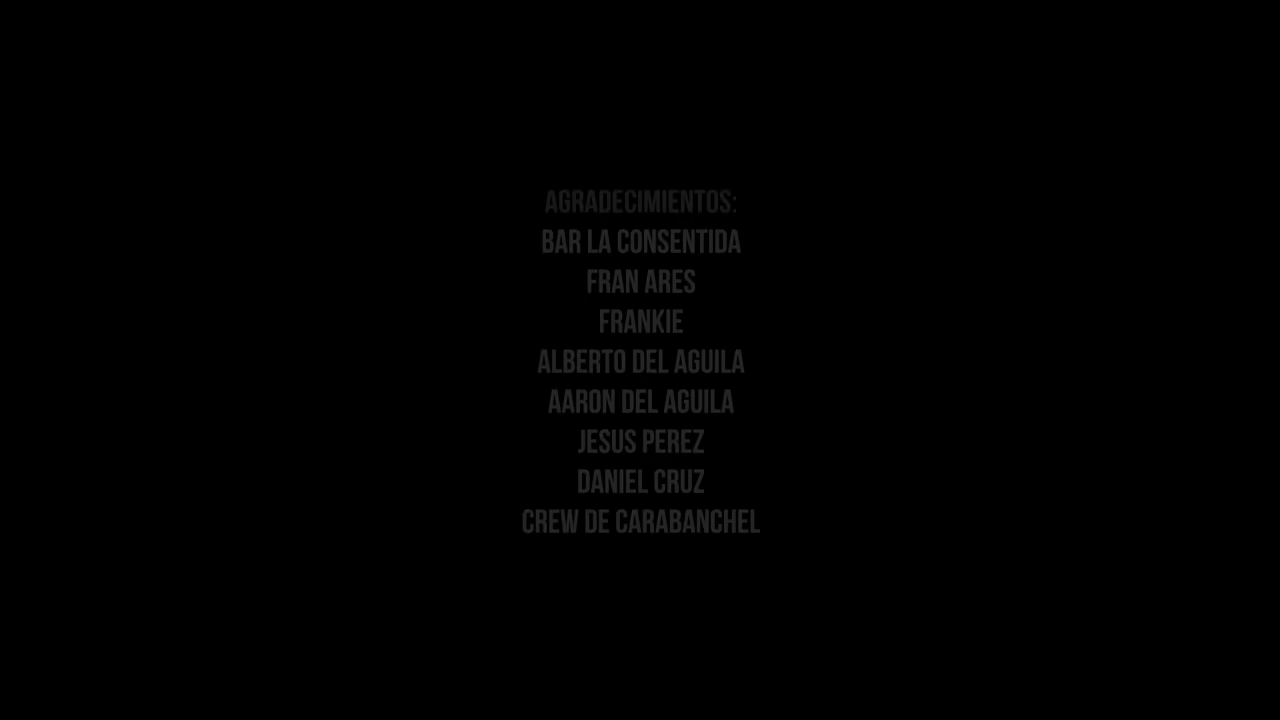 AGRADECIMIENTOS:
BAR LA CONSENTIDA
FRAN ARES
FRANKIE
ALBERTO DEL AGUILA
AARON DEL AGUILA
JESUS PEREZ
DANIEL CRUZ
CREW DE CARABANCHEL